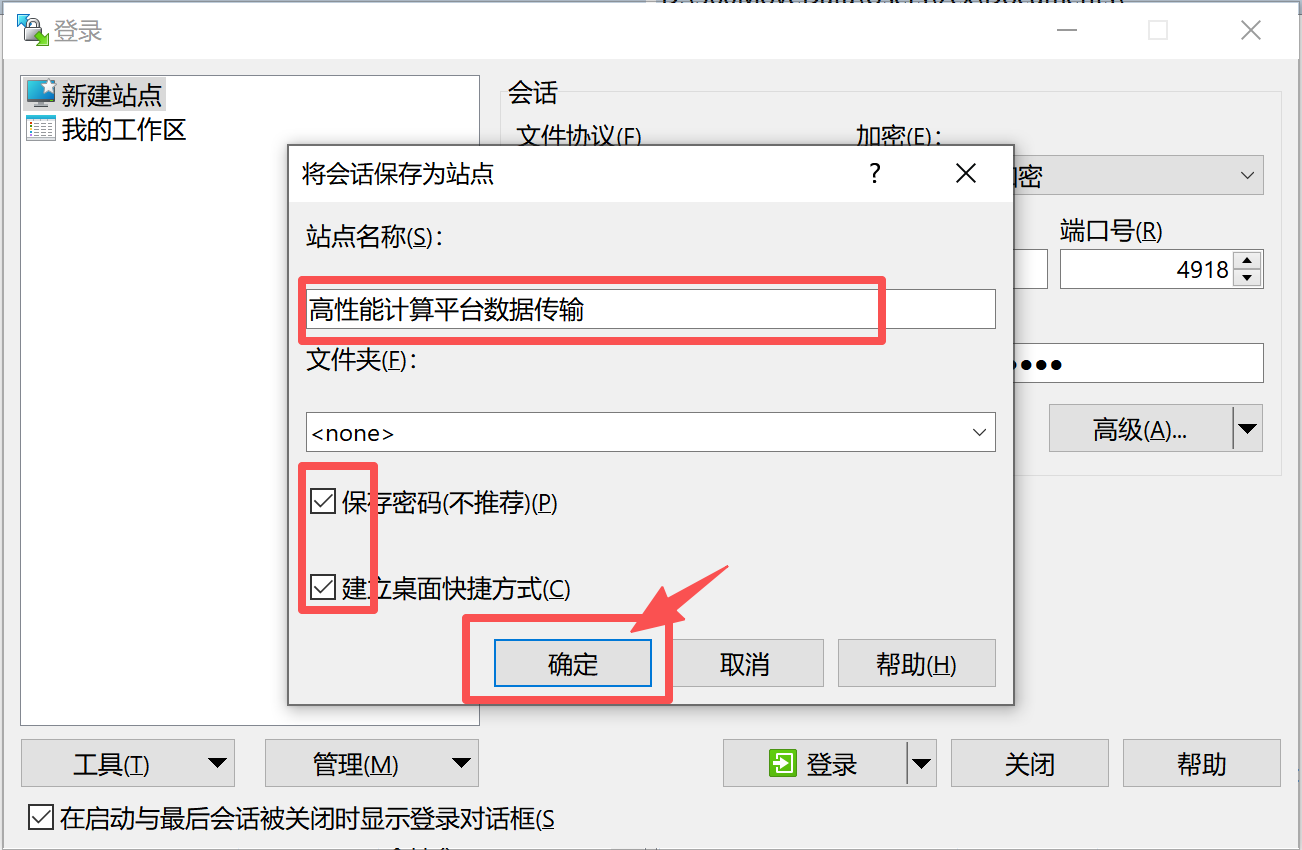 登录
新建站点
我的工作区
会话
文件协议(F)
加密(E):
将会话保存为站点
?
密
站点名称(S):
端口号(R)
4918
高性能计算平台数据传输
文件夹(F):
<none>
高级(A)...
保存密码(不推荐)(P)
建立桌面快捷方式(C)
确定
取消
帮助(H)
工具(T)
管理(M)
登录
关闭
帮助
在启动与最后会话被关闭时显示登录对话框(S